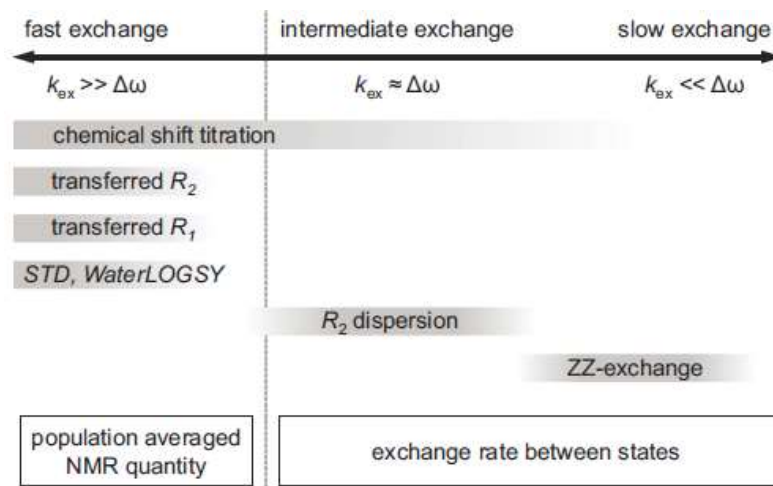 fast exchange intermediate exchange slow exchange
kex >> Δω kex ≈ Δω kex << Δω
chemical shift titration
transferred R2
transferred R1
STD, WaterLOGSY
R2 dispersion
ZZ-exchange
population averaged
NMR quantity
exchange rate between states